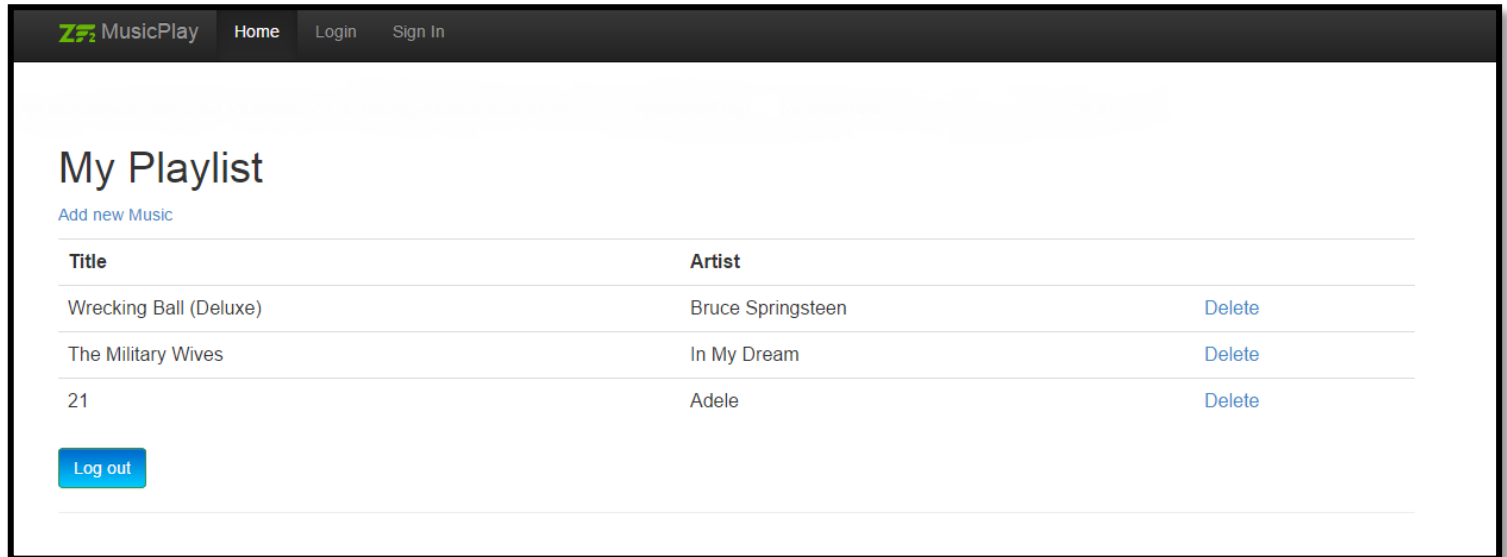 ZF2 MusicPlay Home Login Sign In
My Playlist
Add new Music
Title Artist
Wrecking Ball (Deluxe) Bruce Springsteen Delete
The Military Wives In My Dream Delete
21 Adele Delete
Log out